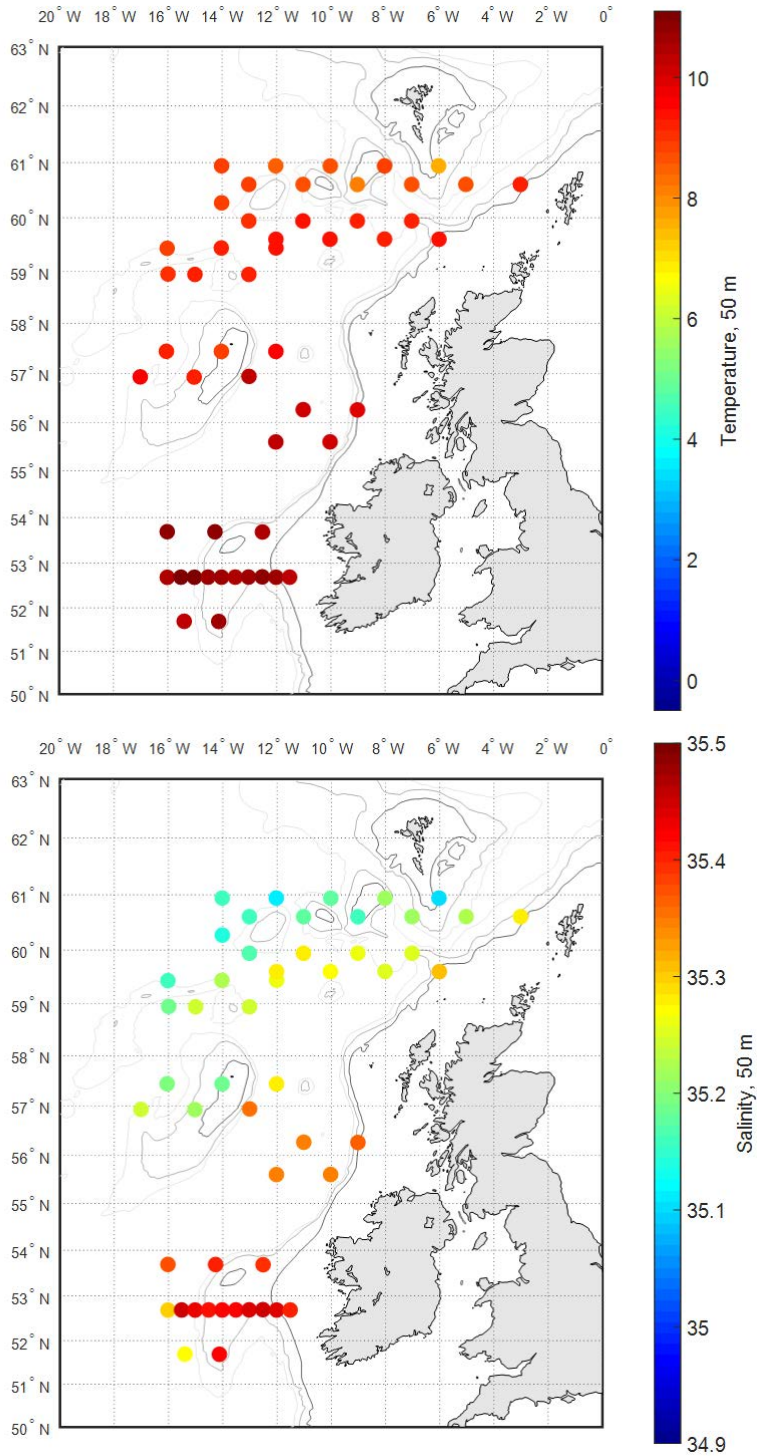 20° W 18° W 16° W 14° W 12° W 10° W 8° W 6° W 4° W 2° W 0°
63° N
62° N
61° N
60° N
59° N
58° N
57° N
56° N
55° N
54° N
53° N
52° N
51° N
50° N
10
8
6
4
2
0
Temperature, 50 m
20° W 18° W 16° W 14° W 12° W 10° W 8° W 6° W 4° W 2° W 0°
63° N
62° N
61° N
60° N
59° N
58° N
57° N
56° N
55° N
54° N
53° N
52° N
51° N
50° N
35.5
35.4
35.3
35.2
35.1
35
34.9
Salinity, 50 m